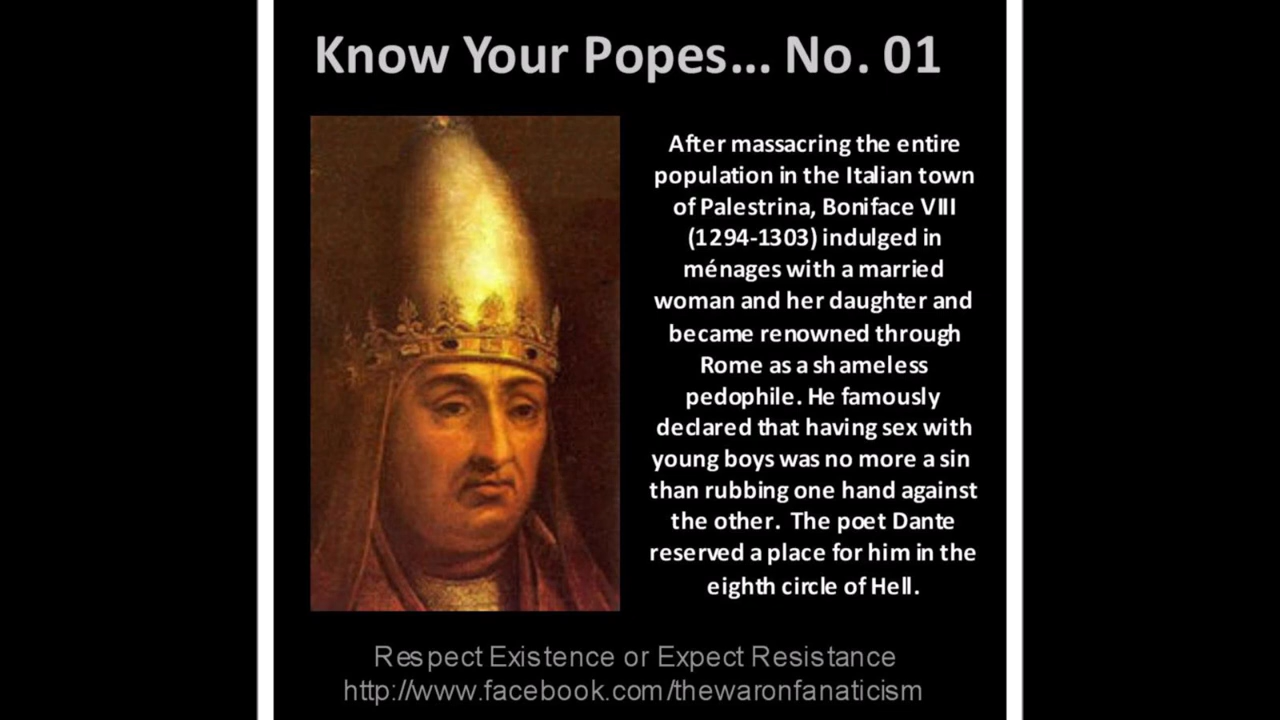 Know Your Popes... No. 01
After massacring the entire
population in the Italian town
of Palestrina, Boniface VIII
(1294-1303) indulged in
ménages with a married
woman and her daughter and
became renowned through
Rome as a shameless
pedophile. He famously
declared that having sex with
young boys was no more a sin
than rubbing one hand against
the other. The poet Dante
reserved a place for him in the
eighth circle of Hell.
Respect Existence or Expect Resistance
http://www.facebook.com/thewaronfanaticism